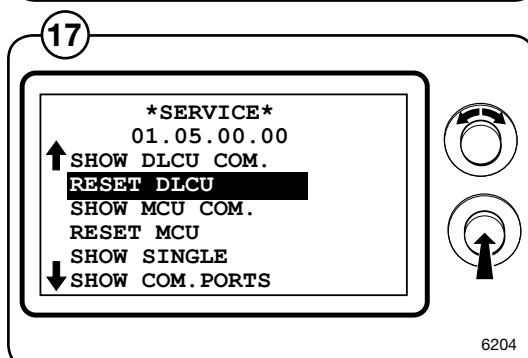 17
*SERVICE*
01.05.00.00
SHOW DLCU COM.
RESET DLCU
SHOW MCU COM.
RESET MCU
SHOW SINGLE
SHOW COM.PORTS
6204